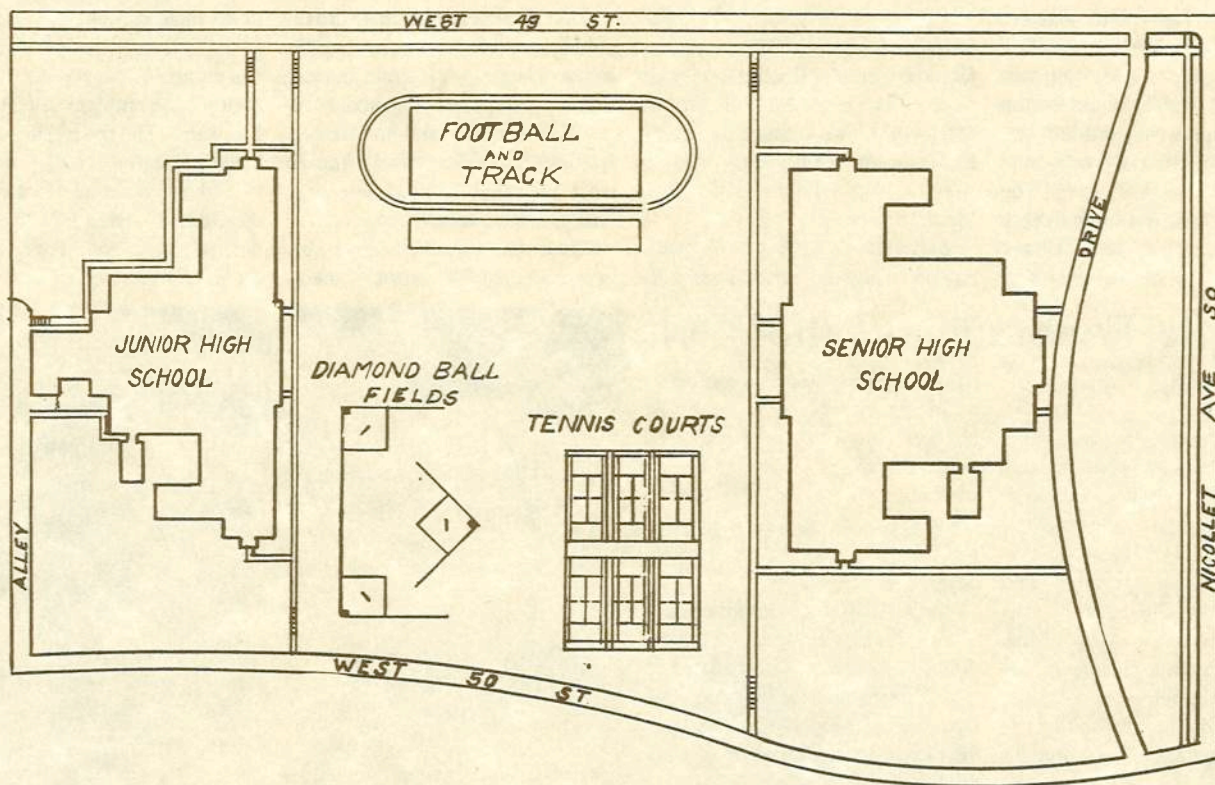 WEST 49 ST.
FOOTBALL
AND
TRACK
DRIVE
JUNIOR HIGH
SCHOOL
SENIOR HIGH
SCHOOL
DIAMOND BALL
FIELDS
TENNIS COURTS
ALLEY
NICOLLET AVE SO
WEST 50 ST